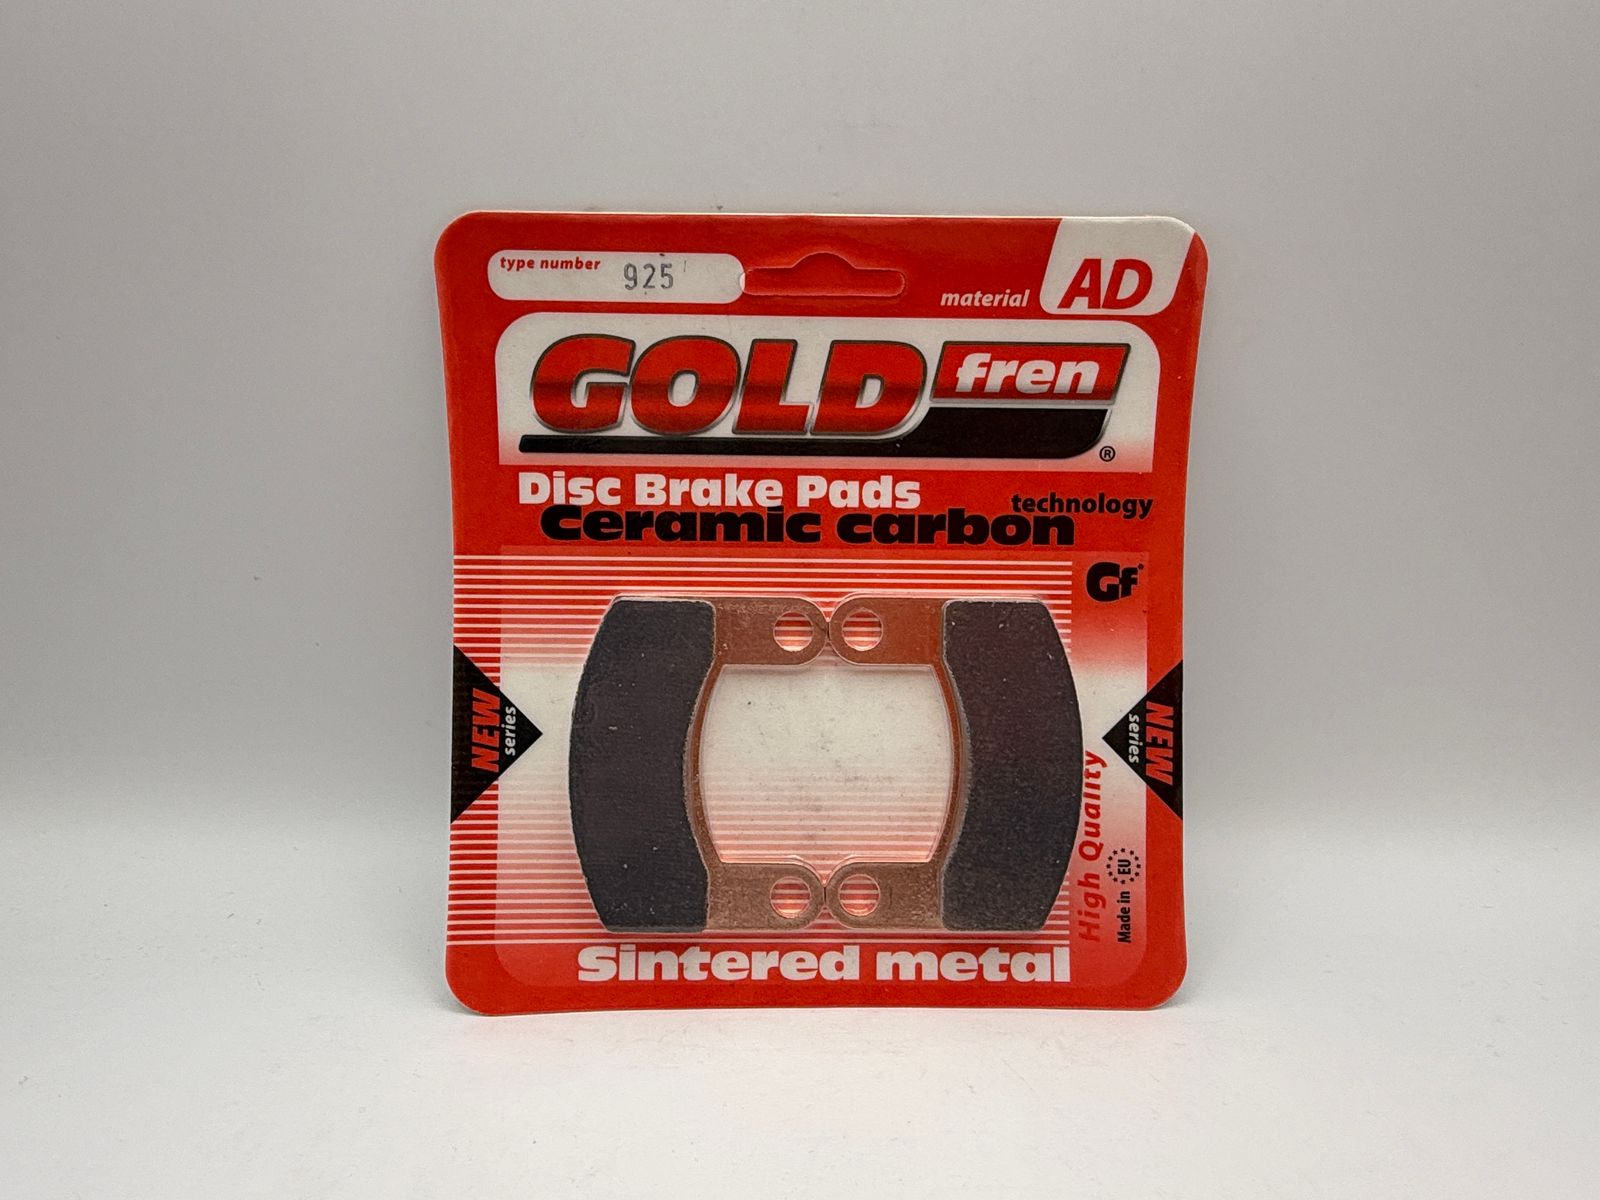 type number 925
material AD
GOLD fren ®
Disc Brake Pads
technology
Ceramic carbon
Gf
NEW series
NEW series
High Quality
Made in EU
Sintered metal